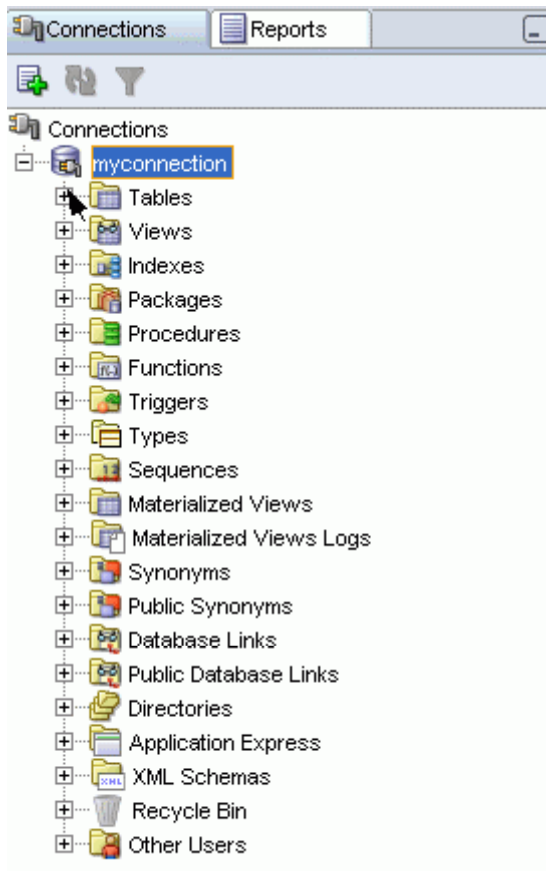 Connections Reports
Connections
myconnection
Tables
Views
Indexes
Packages
Procedures
Functions
Triggers
Types
Sequences
Materialized Views
Materialized Views Logs
Synonyms
Public Synonyms
Database Links
Public Database Links
Directories
Application Express
XML Schemas
Recycle Bin
Other Users